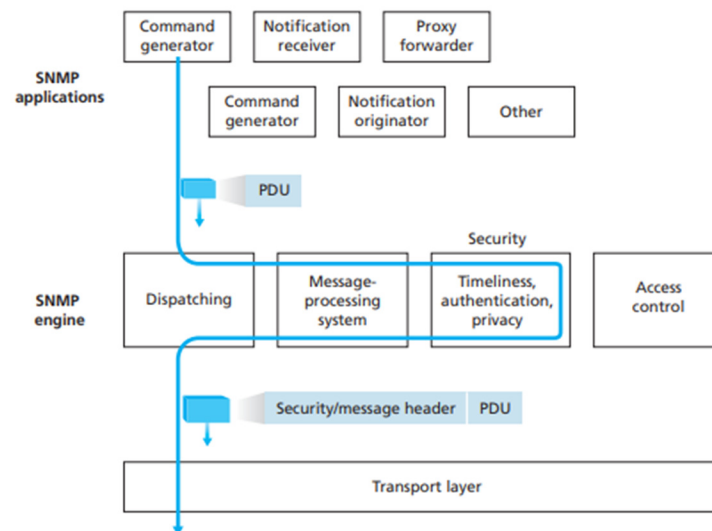 Command
generator
Notification
receiver
Proxy
forwarder
SNMP
applications
Command
generator
Notification
originator
Other
PDU
Security
SNMP
engine
Dispatching
Message-
processing
system
Timeliness,
authentication,
privacy
Access
control
Security/message header
PDU
Transport layer